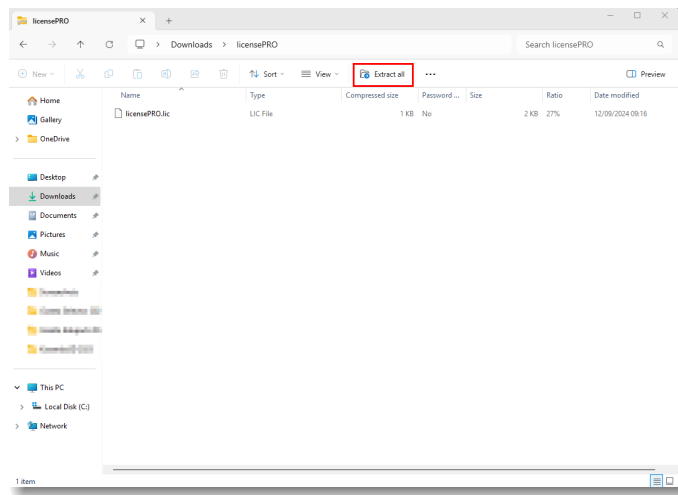 licensePRO
Downloads > licensePRO
Search licensePRO
New
Sort
View
Extract all
Preview
Name
Type
Compressed size
Password ...
Size
Ratio
Date modified
licensePRO.lic
LIC File
1 KB
No
2 KB
27%
12/09/2024 09:16
Home
Gallery
OneDrive
Desktop
Downloads
Documents
Pictures
Music
Videos
This PC
Local Disk (C:)
Network
1 item